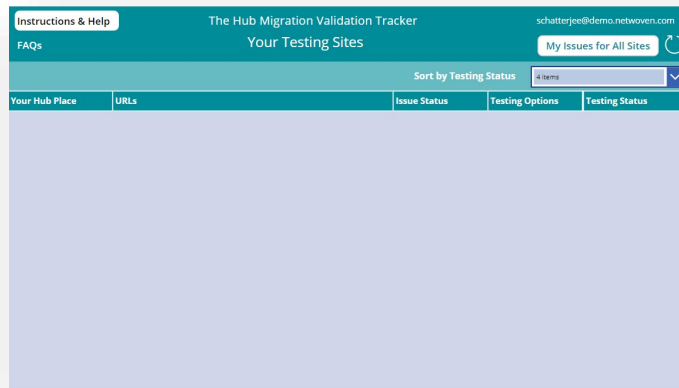 Instructions & Help
The Hub Migration Validation Tracker
schatterjee@demo.netwoven.com
FAQs
Your Testing Sites
My Issues for All Sites
Sort by Testing Status
4 items
Your Hub Place
URLs
Issue Status
Testing Options
Testing Status